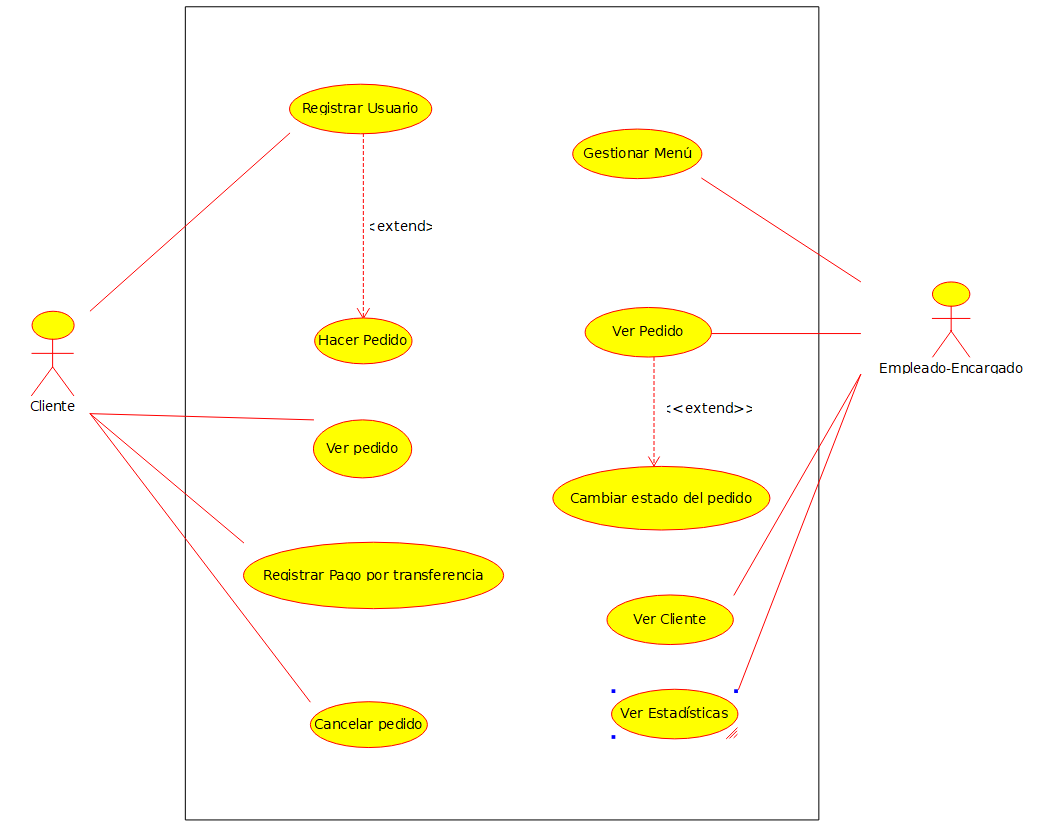 Registrar Usuario
Gestionar Menú
<extend>
Hacer Pedido
Ver Pedido
Empleado-Encargado
Cliente
<<extend>>
Ver pedido
Cambiar estado del pedido
Registrar Pago por transferencia
Ver Cliente
Ver Estadísticas
Cancelar pedido